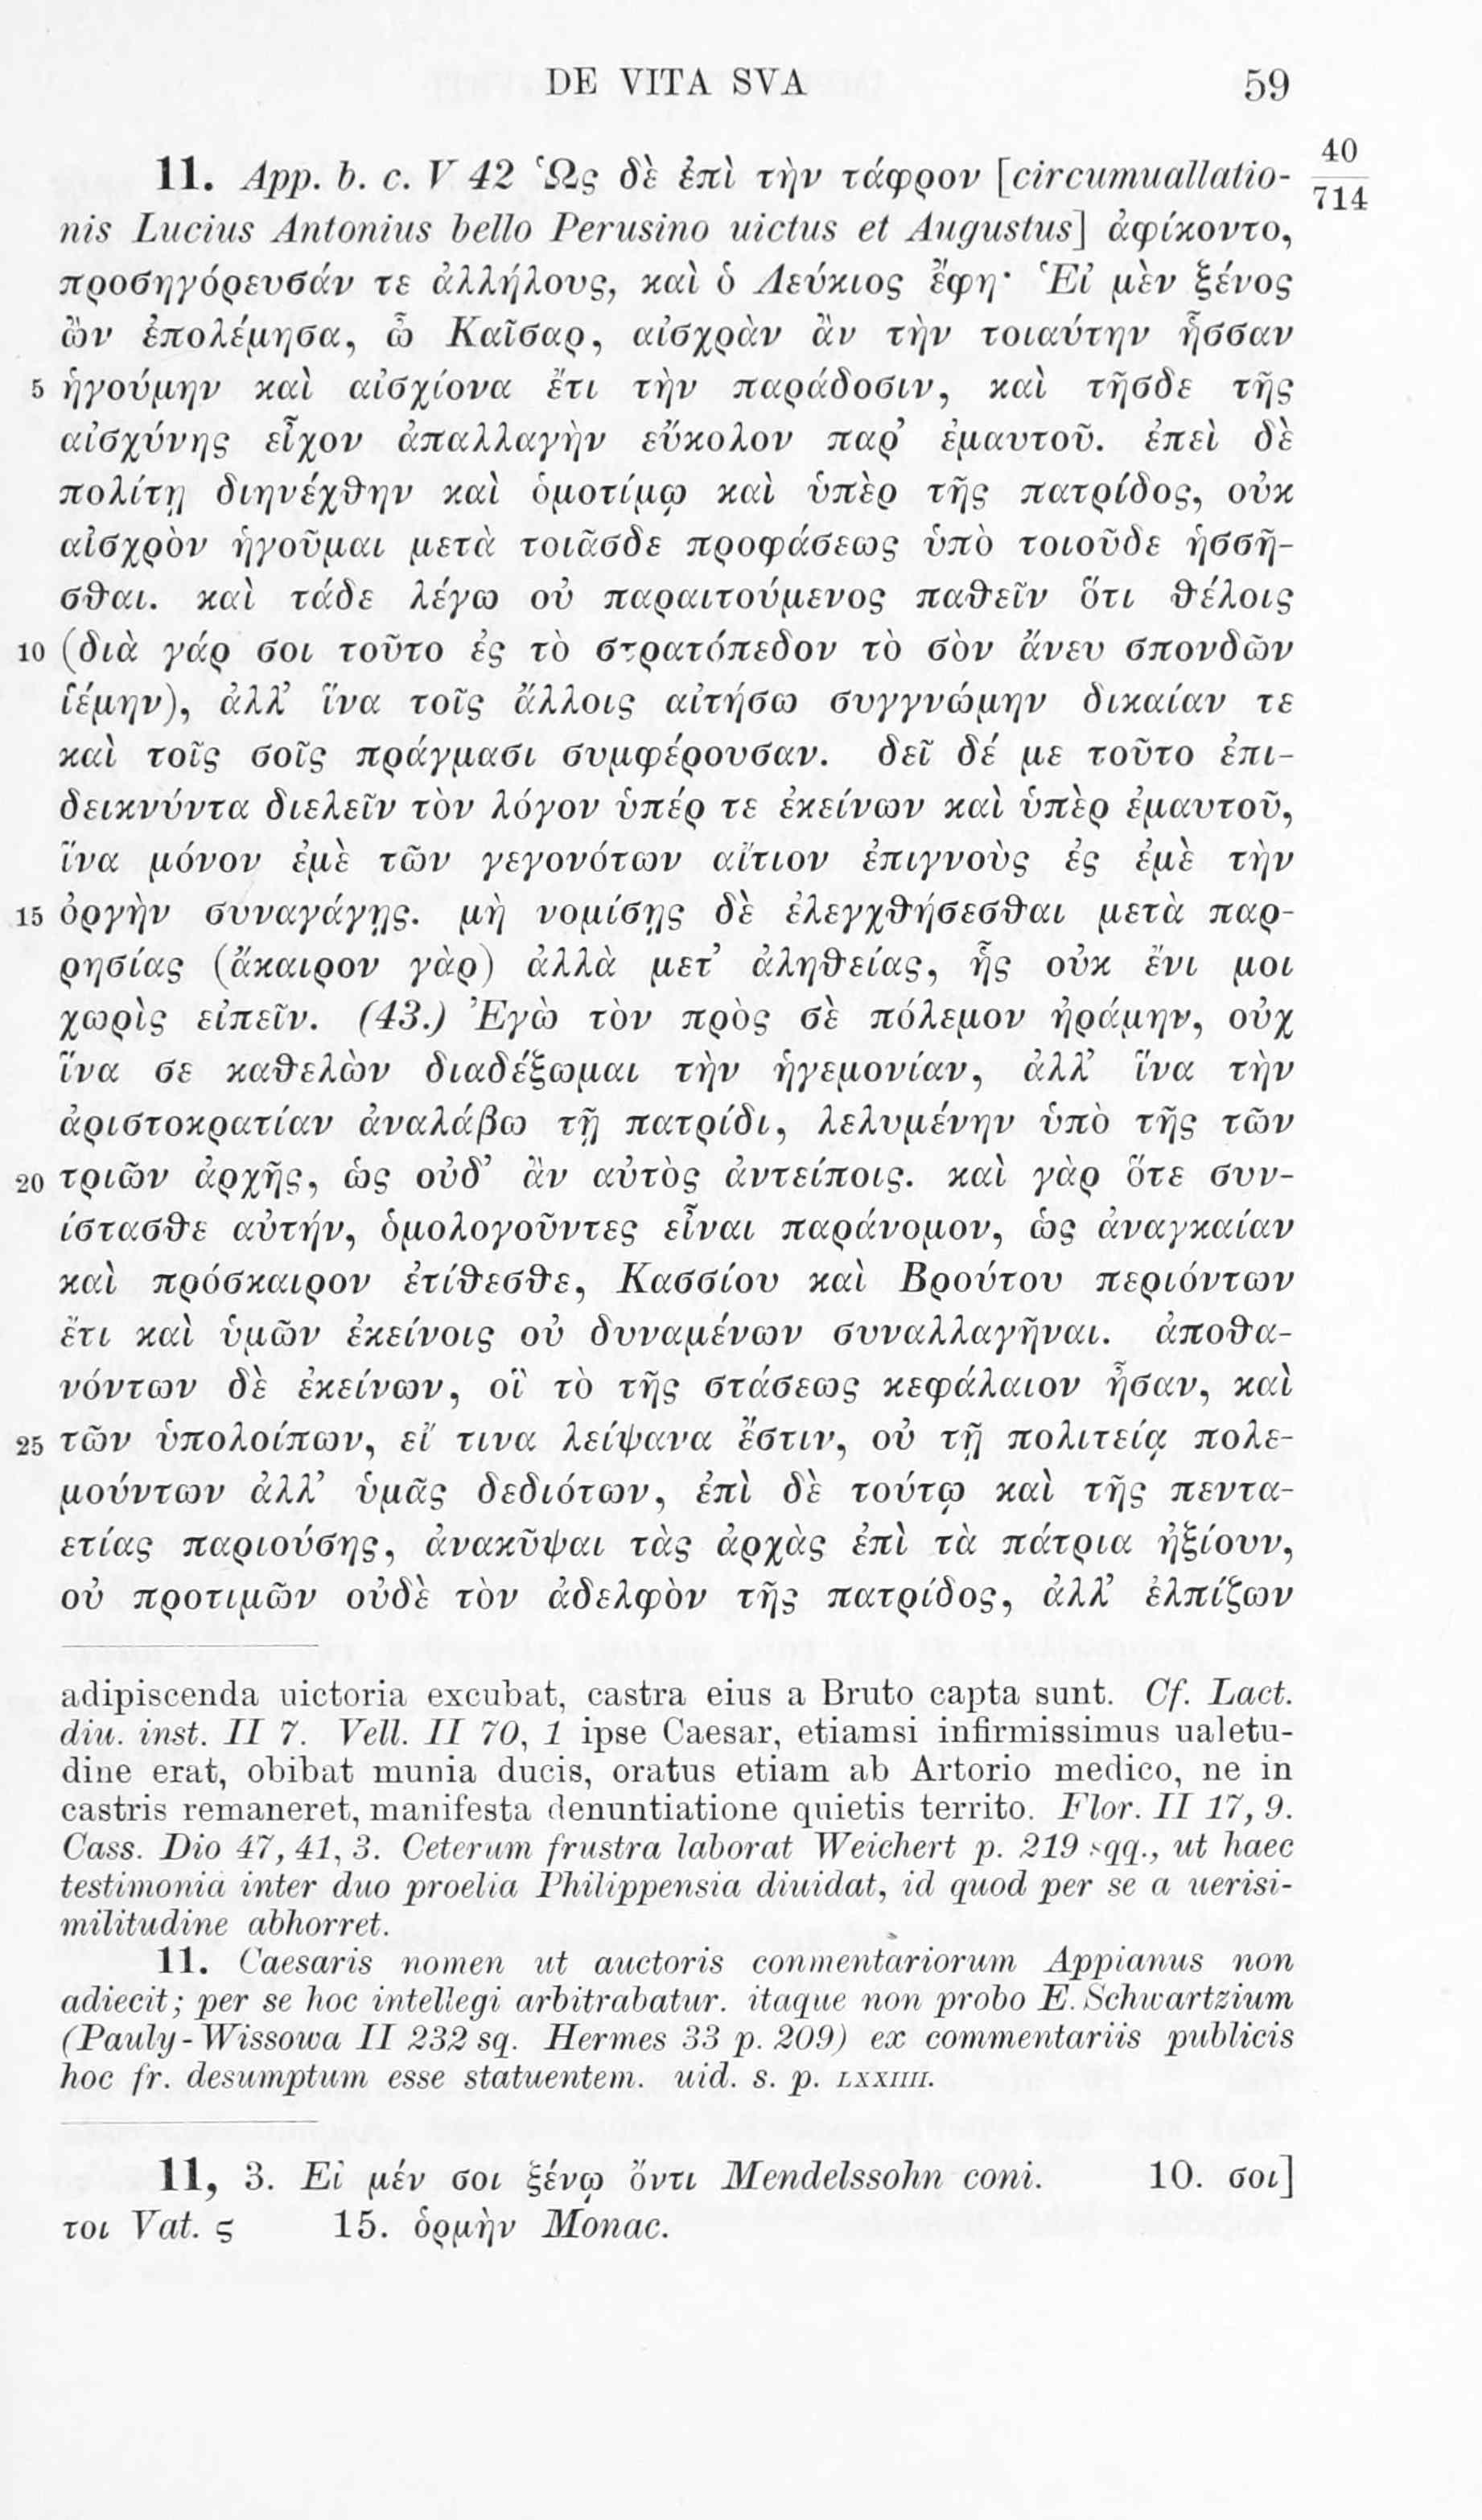 DE VITA SVA 59
40
714
11. App. b. c. V 42 Ὡς δὲ ἐπὶ τὴν τάφρον [circumuallatio-
nis Lucius Antonius bello Perusino uictus et Augustus] ἀφίκοντο,
προσηγόρευσάν τε ἀλλήλους, καὶ ὁ Λεύκιος ἔφη· Ἑἰ μὲν ξένος
ὢν ἐπολέμησα, ὦ Καῖσαρ, αἰσχρὰν ἂν τὴν τοιαύτην ἧσσαν
5 ἡγούμην καὶ αἰσχίονα ἔτι τὴν παράδοσιν, καὶ τῆσδε τῆς
αἰσχύνης εἶχον ἀπαλλαγὴν εὔκολον παρ’ ἐμαυτοῦ. ἐπεὶ δὲ
πολίτῃ διηνέχθην καὶ ὁμοτίμῳ καὶ ὑπὲρ τῆς πατρίδος, οὐκ
αἰσχρὸν ἡγοῦμαι μετὰ τοιᾶσδε προφάσεως ὑπὸ τοιοῦδε ἡσσῆ-
σθαι. καὶ τάδε λέγω οὐ παραιτούμενος παθεῖν ὅτι θέλοις
10 (διὰ γάρ σοι τοῦτο ἐς τὸ στρατόπεδον τὸ σὸν ἄνευ σπονδῶν
ἱέμην), ἀλλ’ ἵνα τοῖς ἄλλοις αἰτήσω συγγνώμην δικαίαν τε
καὶ τοῖς σοῖς πράγμασι συμφέρουσαν. δεῖ δέ με τοῦτο ἐπι-
δεικνύντα διελεῖν τὸν λόγον ὑπέρ τε ἐκείνων καὶ ὑπὲρ ἐμαυτοῦ,
ἵνα μόνον ἐμὲ τῶν γεγονότων αἴτιον ἐπιγνοὺς ἐς ἐμὲ τὴν
15 ὀργὴν συναγάγῃς. μὴ νομίσῃς δὲ ἐλεγχθήσεσθαι μετὰ παρ-
ρησίας (ἄκαιρον γὰρ) ἀλλὰ μετ’ ἀληθείας, ἧς οὐκ ἔνι μοι
χωρὶς εἰπεῖν. (43.) Ἐγὼ τὸν πρὸς σὲ πόλεμον ἠράμην, οὐχ
ἵνα σε καθελὼν διαδέξωμαι τὴν ἡγεμονίαν, ἀλλ’ ἵνα τὴν
ἀριστοκρατίαν ἀναλάβω τῇ πατρίδι, λελυμένην ὑπὸ τῆς τῶν
20 τριῶν ἀρχῆς, ὡς οὐδ’ ἂν αὐτὸς ἀντείποις. καὶ γὰρ ὅτε συν-
ίστασθε αὐτήν, ὁμολογοῦντες εἶναι παράνομον, ὡς ἀναγκαίαν
καὶ πρόσκαιρον ἐτίθεσθε, Κασσίου καὶ Βρούτου περιόντων
ἔτι καὶ ὑμῶν ἐκείνοις οὐ δυναμένων συναλλαγῆναι. ἀποθα-
νόντων δὲ ἐκείνων, οἳ τὸ τῆς στάσεως κεφάλαιον ἦσαν, καὶ
25 τῶν ὑπολοίπων, εἴ τινα λείψανα ἔστιν, οὐ τῇ πολιτείᾳ πολε-
μούντων ἀλλ’ ὑμᾶς δεδιότων, ἐπὶ δὲ τούτῳ καὶ τῆς πεντα-
ετίας παριούσης, ἀνακῦψαι τὰς ἀρχὰς ἐπὶ τὰ πάτρια ἠξίουν,
οὐ προτιμῶν οὐδὲ τὸν ἀδελφὸν τῆς πατρίδος, ἀλλ’ ἐλπίζων
adipiscenda uictoria excubat, castra eius a Bruto capta sunt. Cf. Lact.
diu. inst. II 7. Vell. II 70, 1 ipse Caesar, etiamsi infirmissimus ualetu-
dine erat, obibat munia ducis, oratus etiam ab Artorio medico, ne in
castris remaneret, manifesta denuntiatione quietis territo. Flor. II 17, 9.
Cass. Dio 47, 41, 3. Ceterum frustra laborat Weichert p. 219 sqq., ut haec
testimonia inter duo proelia Philippensia diuidat, id quod per se a uerisi-
militudine abhorret.
11. Caesaris nomen ut auctoris conmentariorum Appianus non
adiecit; per se hoc intellegi arbitrabatur. itaque non probo E. Schwartzium
(Pauly-Wissowa II 232 sq. Hermes 33 p. 209) ex commentariis publicis
hoc fr. desumptum esse statuentem. uid. s. p. LXXIIII.
11, 3. Εἰ μέν σοι ξένῳ ὄντι Mendelssohn coni. 10. σοι]
τοι Vat. ς 15. ὁρμὴν Monac.